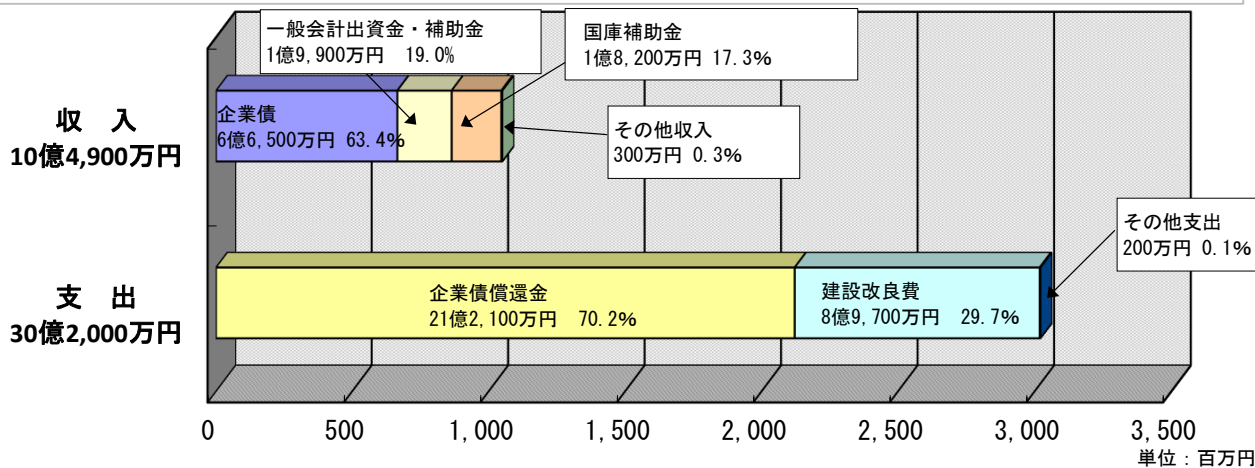 一般会計出資金・補助金
1億9,900万円 19.0%
国庫補助金
1億8,200万円 17.3%
収 入
10億4,900万円
企業債
6億6,500万円 63.4%
その他収入
300万円 0.3%
その他支出
200万円 0.1%
支 出
30億2,000万円
企業債償還金
21億2,100万円 70.2%
建設改良費
8億9,700万円 29.7%
0 500 1,000 1,500 2,000 2,500 3,000 3,500
単位：百万円